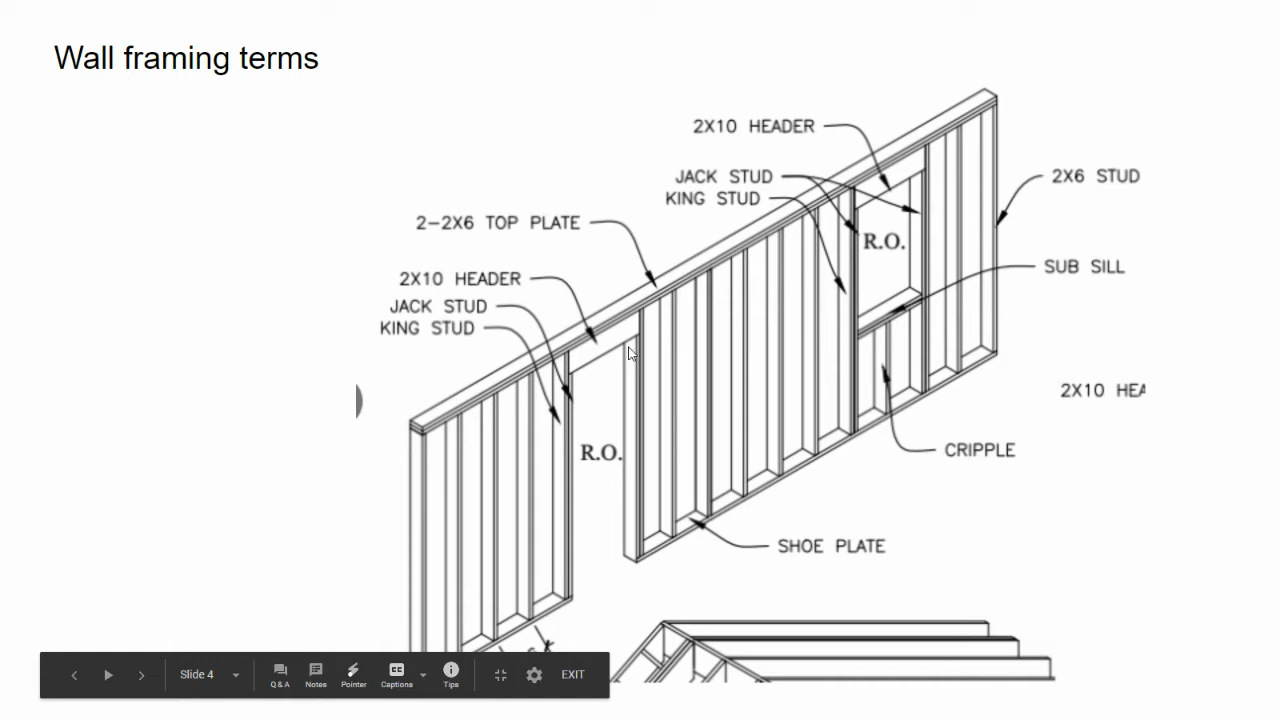 Wall framing terms
2X10 HEADER
JACK STUD
KING STUD
2X6 STUD
2-2X6 TOP PLATE
R.O.
SUB SILL
2X10 HEADER
JACK STUD
KING STUD
2X10 HEA
R.O.
CRIPPLE
SHOE PLATE
Slide 4
Q & A
Notes
Pointer
Captions
CC
Tips
EXIT